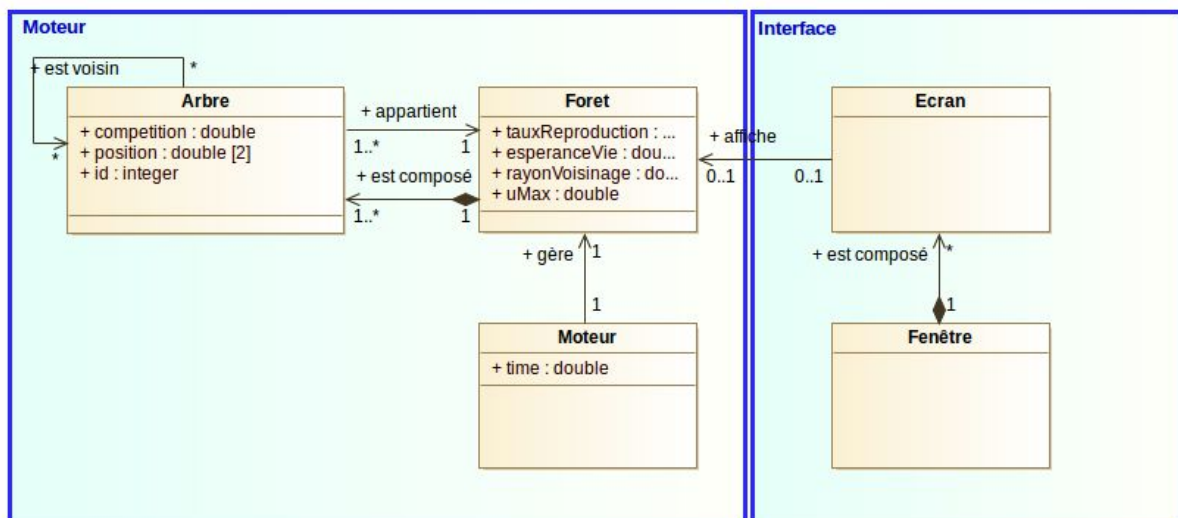 Moteur
+ est voisin
*
*
Arbre
+ competition : double
+ position : double [2]
+ id : integer
+ appartient
1..*
1
+ est composé
1..*
1
Foret
+ tauxReproduction : ...
+ esperanceVie : dou...
+ rayonVoisinage : do...
+ uMax : double
+ gère
1
1
Moteur
+ time : double
Interface
+ affiche
0..1
0..1
Ecran
+ est composé
*
1
Fenêtre